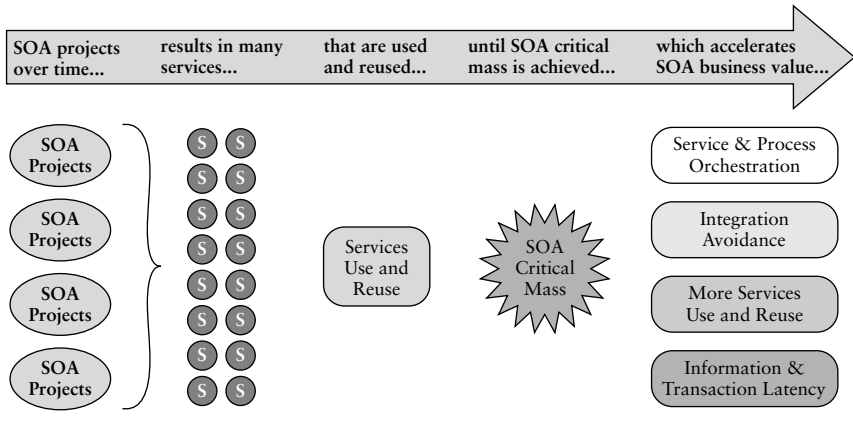 SOA projects
over time...
results in many
services...
that are used
and reused...
until SOA critical
mass is achieved...
which accelerates
SOA business value...
SOA
Projects
SOA
Projects
SOA
Projects
SOA
Projects
S S
S S
S S
S S
S S
S S
S S
S S
Services
Use and
Reuse
SOA
Critical
Mass
Service & Process
Orchestration
Integration
Avoidance
More Services
Use and Reuse
Information &
Transaction Latency